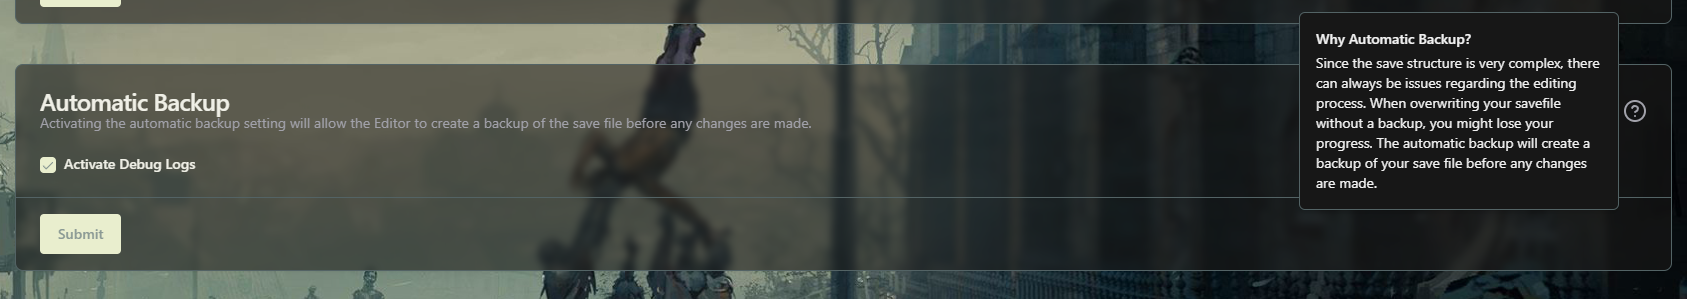 Why Automatic Backup?
Since the save structure is very complex, there
can always be issues regarding the editing
process. When overwriting your savefile
without a backup, you might lose your
progress. The automatic backup will create a
backup of your save file before any changes
are made.
Automatic Backup
Activating the automatic backup setting will allow the Editor to create a backup of the save file before any changes are made.
Activate Debug Logs
Submit